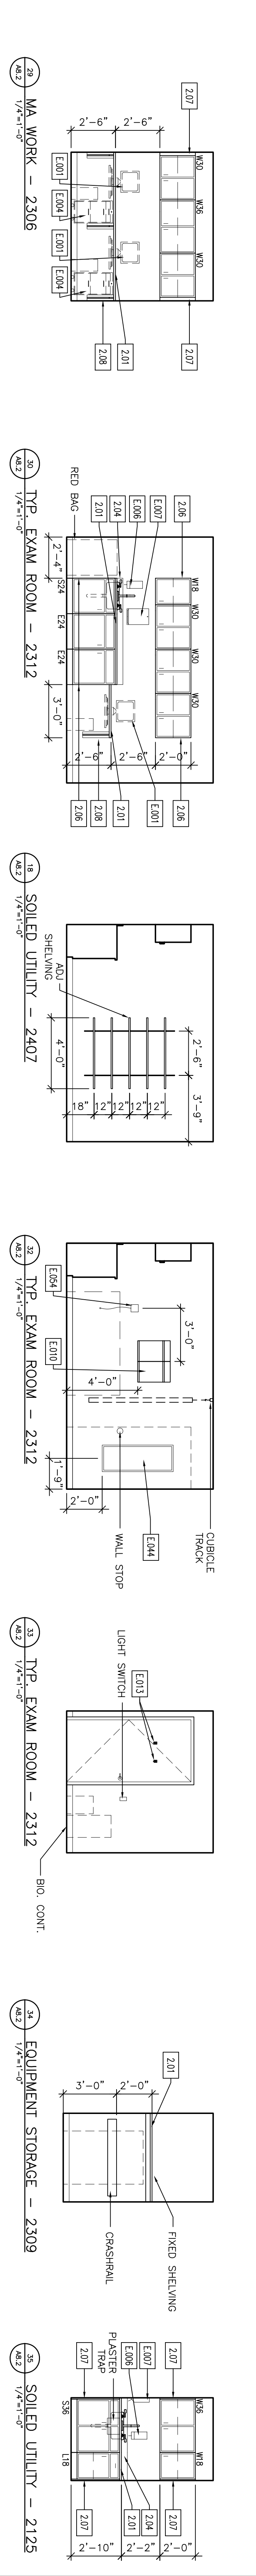 2.07
W30
W36
W30
2.07
2'-6"
2'-6"
E.001
E.004
E.001
E.004
2.01
2.08
29
A8.2
MA WORK - 2306
1/4"=1'-0"
2.06
W18
W30
W30
W30
2.06
E.007
E.006
2.04
2.01
2'-0"
2'-6"
2'-6"
E.001
2.01
2.08
2.06
RED BAG
2'-4"
S24
E24
E24
3'-0"
30
A8.2
TYP. EXAM ROOM - 2312
1/4"=1'-0"
2'-6"
3'-9"
12"
12"
12"
12"
18"
ADJ
SHELVING
4'-0"
18
A8.2
SOILED UTILITY - 2407
1/4"=1'-0"
CUBICLE
TRACK
3'-0"
E.054
E.010
4'-0"
E.044
WALL STOP
2'-0"
1'-9"
32
A8.2
TYP. EXAM ROOM - 2312
1/4"=1'-0"
E.013
LIGHT SWITCH
BIO. CONT.
33
A8.2
TYP. EXAM ROOM - 2312
1/4"=1'-0"
2.01
FIXED SHELVING
2'-0"
3'-0"
CRASHRAIL
34
A8.2
EQUIPMENT STORAGE - 2309
1/4"=1'-0"
2.07
W36
W18
2.07
E.007
E.006
PLASTER
TRAP
2.07
2'-0"
2'-2"
2'-10"
2.04
2.01
2.07
S36
L18
35
A8.2
SOILED UTILITY - 2125
1/4"=1'-0"